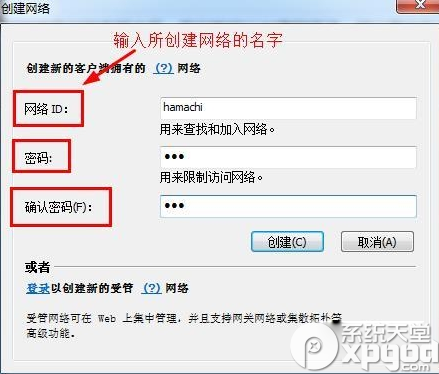 创建网络
输入所创建网络的名字
创建新的客户端拥有的 (?) 网络
网络 ID: hamachi
用来查找和加入网络。
密码: ●●●
用来限制访问网络。
确认密码(F): ●●●
创建(C) 取消(A)
或者
登录以创建新的受管 (?) 网络
受管网络可在 Web 上集中管理，并且支持网关网络或集散拓扑等
高级功能。
系统天堂
xpgod